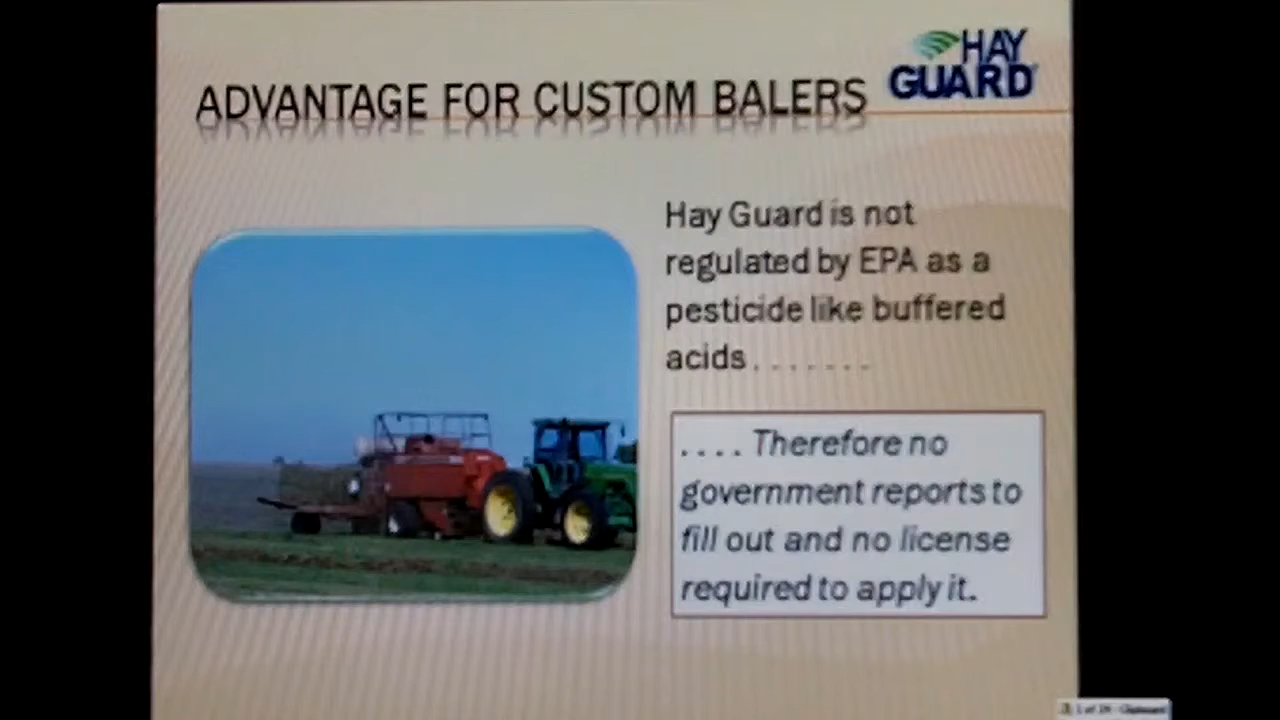 HAY
GUARD
ADVANTAGE FOR CUSTOM BALERS
Hay Guard is not
regulated by EPA as a
pesticide like buffered
acids . . . . . . .
. . . . Therefore no
government reports to
fill out and no license
required to apply it.